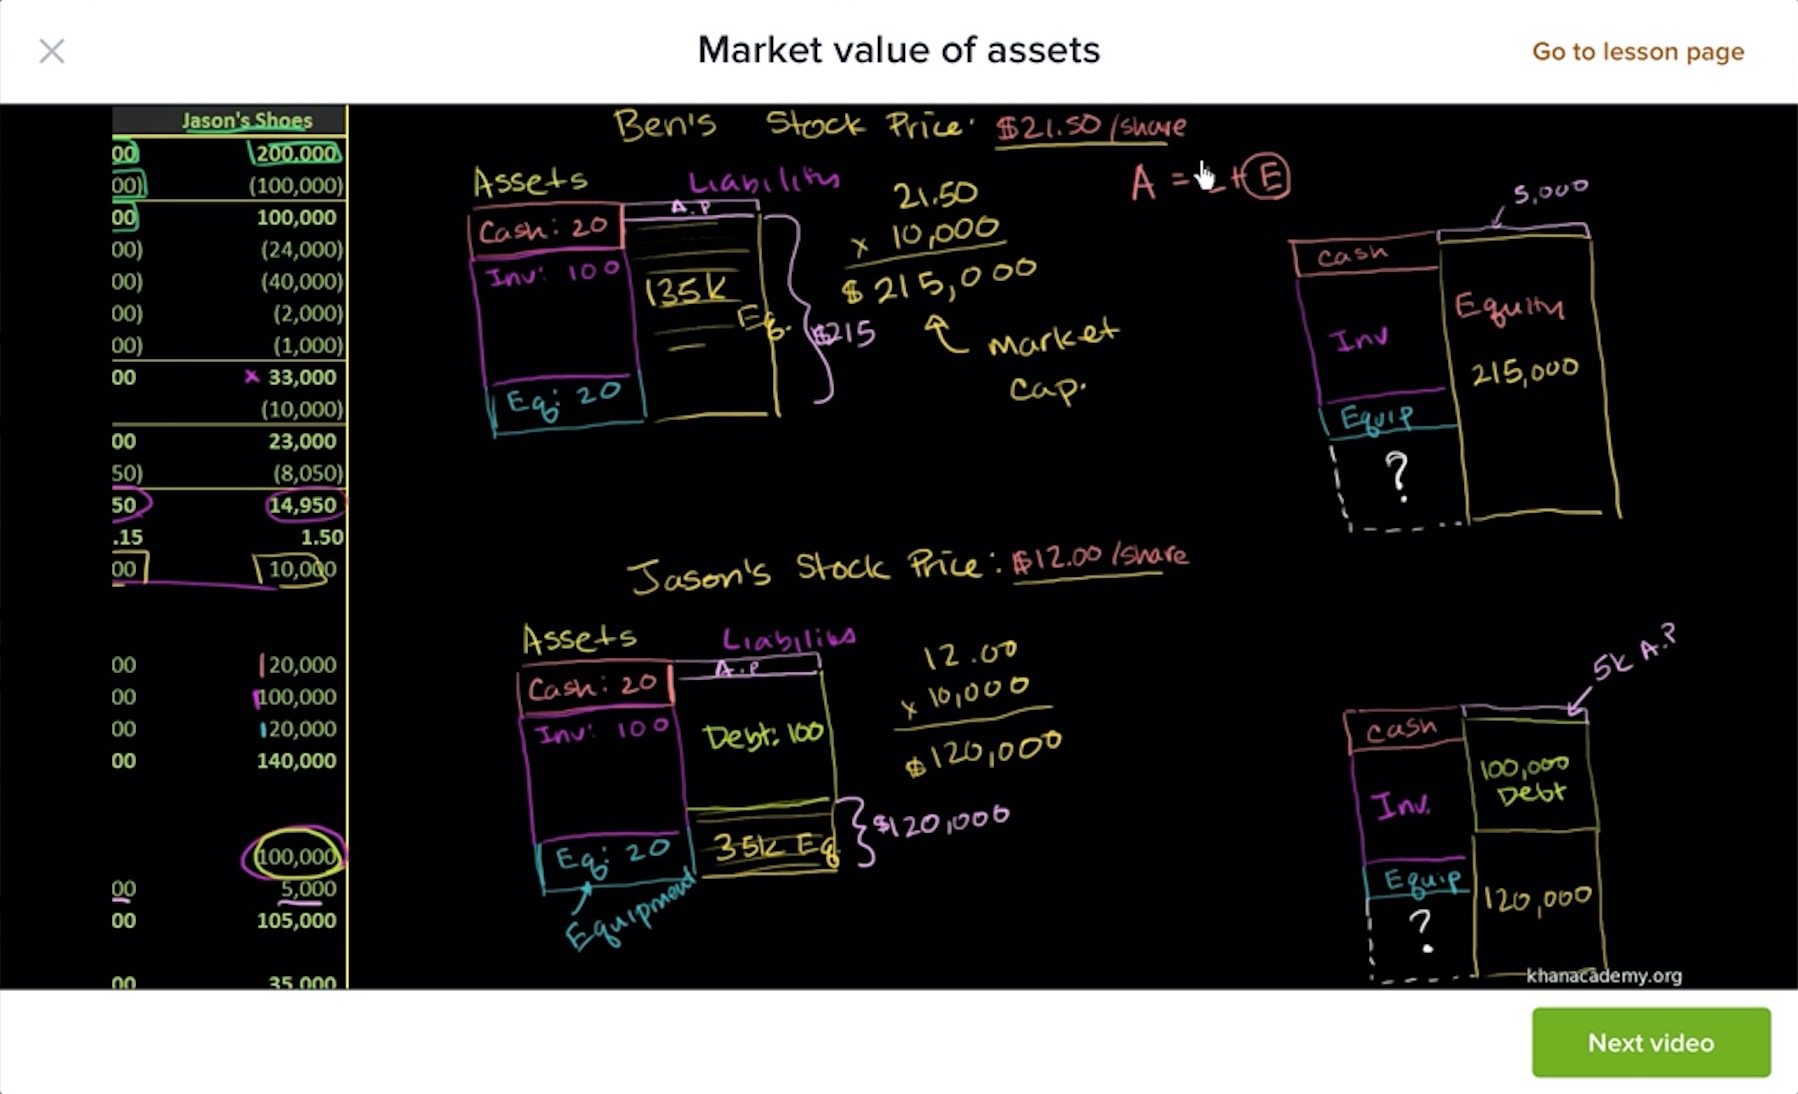 Market value of assets
Go to lesson page
Jason's Shoes
00 200,000
00) (100,000)
00 100,000
00) (24,000)
00) (40,000)
00) (2,000)
00) (1,000)
00 x 33,000
(10,000)
00 23,000
50) (8,050)
50 14,950
.15 1.50
00 10,000
00 20,000
00 100,000
00 120,000
00 140,000
100,000
00 5,000
00 105,000
00 35,000
Ben's Stock Price: $21.50/share
Assets Liability
A = L + E
A.P
Cash: 20
Inv: 100
135k
Eq.
Eq: 20
$215
21.50
x 10,000
$215,000
Market
Cap.
5,000
Cash
Inv
Equip
?
Equity
215,000
Jason's Stock Price: $12.00/share
Assets Liabilities
A.P
Cash: 20
Inv: 100
Debt: 100
Eq: 20
35k Eq
Equipment
$120,000
12.00
x 10,000
$120,000
5k A.P
Cash
Inv.
Equip
?
100,000
Debt
120,000
khanacademy.org
Next video